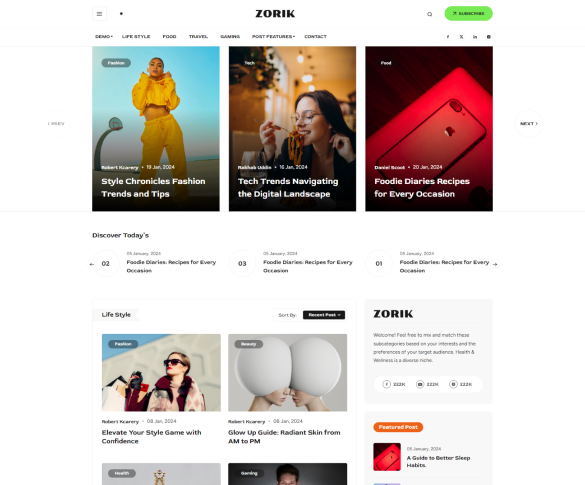 ZORIK
SUBSCRIBE
DEMO
LIFE STYLE
FOOD
TRAVEL
GAMING
POST FEATURES
CONTACT
PREV
NEXT
Fashion
Robert Kcarery • 19 Jan, 2024
Style Chronicles Fashion
Trends and Tips
Tech
Rakhab Uddin • 16 Jan, 2024
Tech Trends Navigating
the Digital Landscape
Food
Daniel Scoot • 20 Jan, 2024
Foodie Diaries Recipes
for Every Occasion
Discover Today's
02
05 January, 2024
Foodie Diaries: Recipes for Every
Occasion
03
05 January, 2024
Foodie Diaries: Recipes for Every
Occasion
01
05 January, 2024
Foodie Diaries: Recipes for Every
Occasion
Life Style
Sort By:
Recent Post
Fashion
Robert Kcarery • 08 Jan, 2024
Elevate Your Style Game with
Confidence
Beauty
Robert Kcarery • 08 Jan, 2024
Glow Up Guide: Radiant Skin from
AM to PM
Health
Gaming
ZORIK
Welcome! Feel free to mix and match these
subcategories based on your interests and the
preferences of your target audience. Health &
Wellness is a diverse niche.
222K
222K
222K
Featured Post
05 January, 2024
A Guide to Better Sleep
Habits.